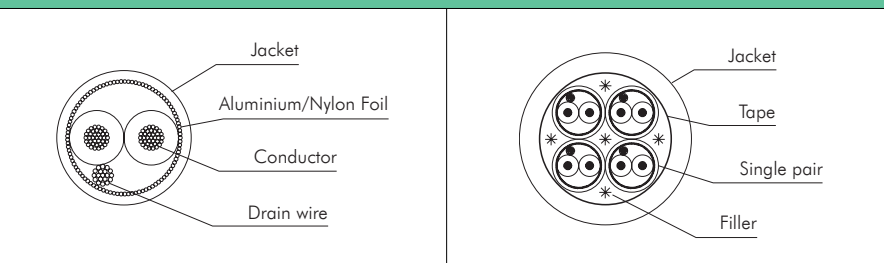 Jacket
Aluminium/Nylon Foil
Conductor
Drain wire
Jacket
Tape
Single pair
Filler